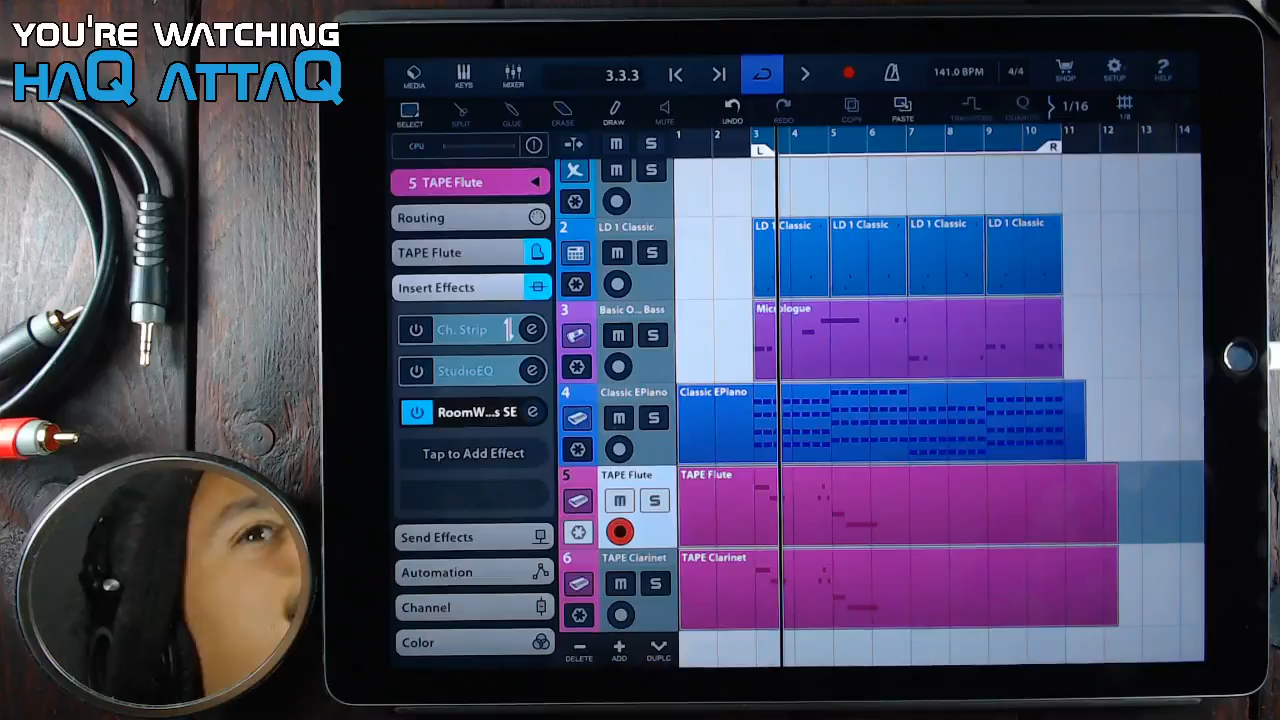 YOU'RE WATCHING
HAQ ATTAQ
MEDIA
KEYS
MIXER
3.3.3
141.0 BPM
4/4
SHOP
SETUP
HELP
SELECT
SPLIT
GLUE
ERASE
DRAW
MUTE
UNDO
REDO
COPY
PASTE
TRANSPOSE
1/16
1/8
CPU
M S
1 2 3 4 5 6 7 8 9 10 11 12 13 14
L R
5 TAPE Flute
M S
Routing
2 LD 1 Classic
LD 1 Classic
LD 1 Classic
LD 1 Classic
LD 1 Classic
TAPE Flute
M S
Insert Effects
3 Basic O... Bass
Ch. Strip
M S
StudioEQ
4 Classic EPiano
Classic EPiano
RoomW...s SE
M S
Tap to Add Effect
5 TAPE Flute
TAPE Flute
M S
Send Effects
6 TAPE Clarinet
TAPE Clarinet
Automation
M S
Channel
Color
DELETE
ADD
DUPLC